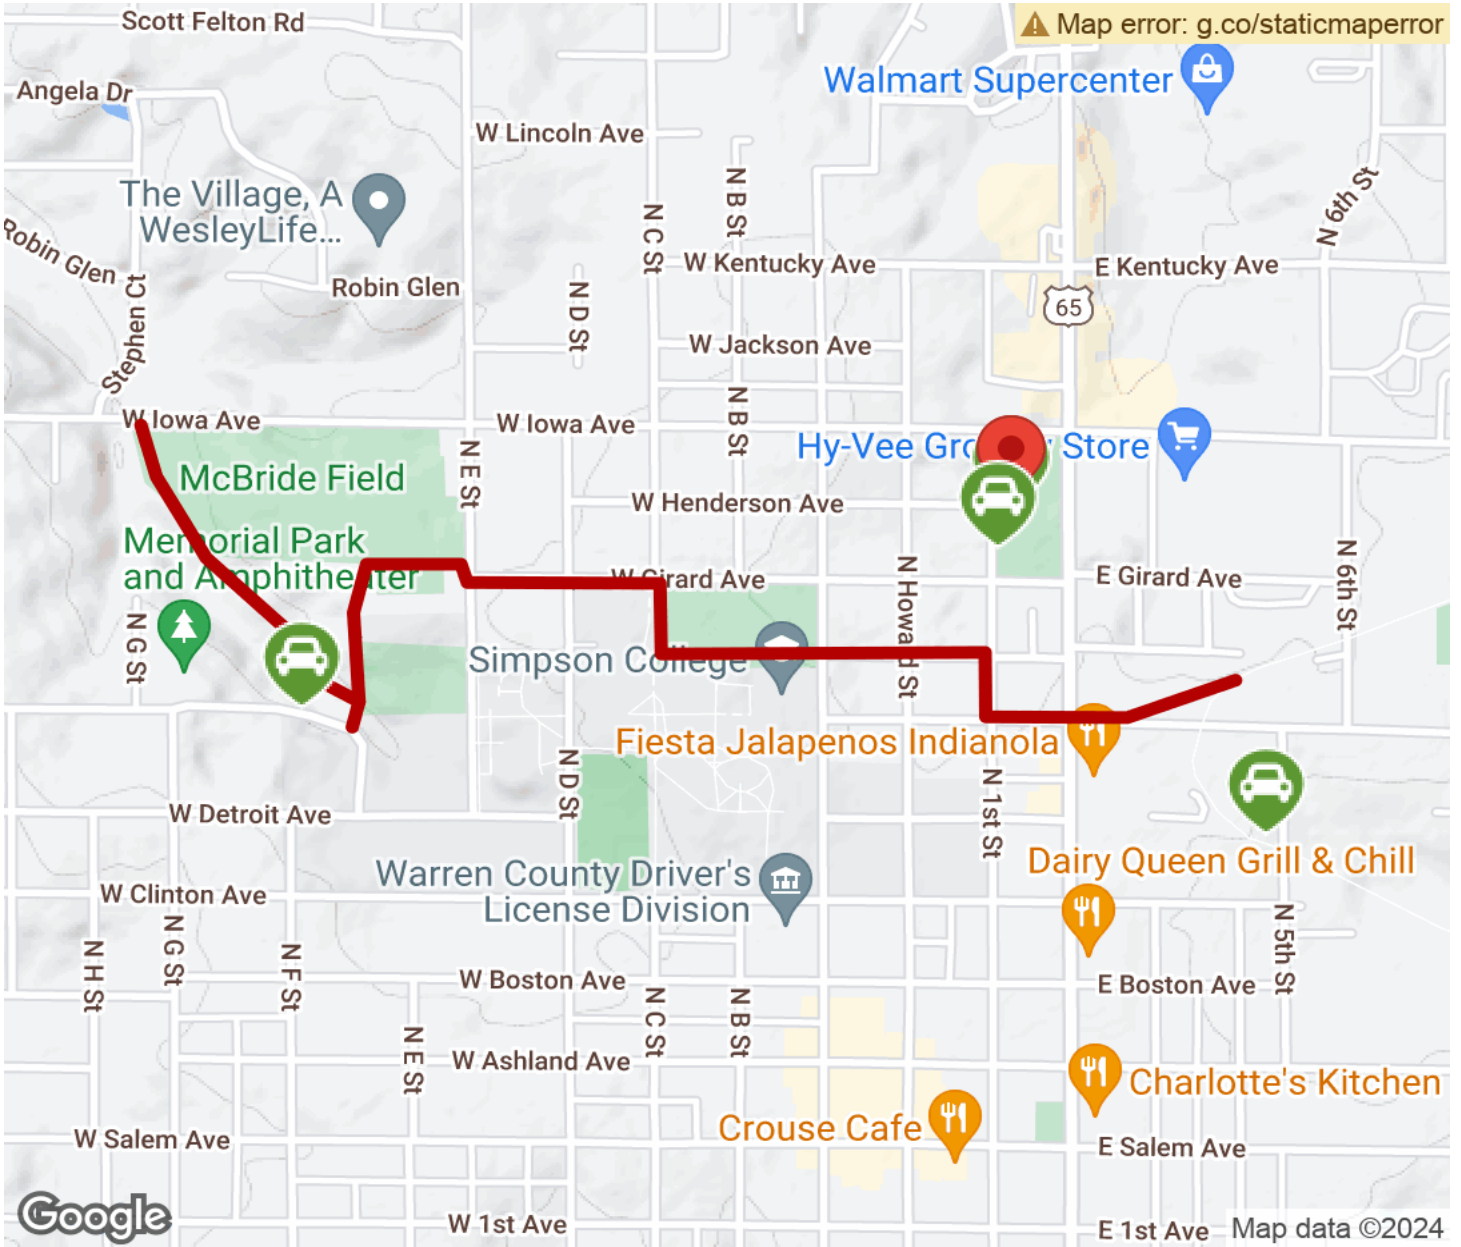 Scott Felton Rd
Map error: g.co/staticmaperror
Walmart Supercenter
Angela Dr
W Lincoln Ave
The Village, A
WesleyLife...
N B St
N 6th St
N C St
Robin Glen
W Kentucky Ave
E Kentucky Ave
Robin Glen
N D St
65
Stephen Ct
W Jackson Ave
N B St
W Iowa Ave
W Iowa Ave
Hy-Vee Gro
Store
N E St
McBride Field
W Henderson Ave
Memorial Park
and Amphitheater
W Girard Ave
E Girard Ave
N 6th St
N Howard St
N G St
Simpson College
Fiesta Jalapenos Indianola
N D St
N 1st St
W Detroit Ave
Dairy Queen Grill & Chill
Warren County Driver's
License Division
W Clinton Ave
N G St
N H St
N F St
N 5th St
W Boston Ave
E Boston Ave
N C St
N B St
N E St
W Ashland Ave
Charlotte's Kitchen
Crouse Cafe
W Salem Ave
E Salem Ave
Google
W 1st Ave
E 1st Ave
Map data ©2024